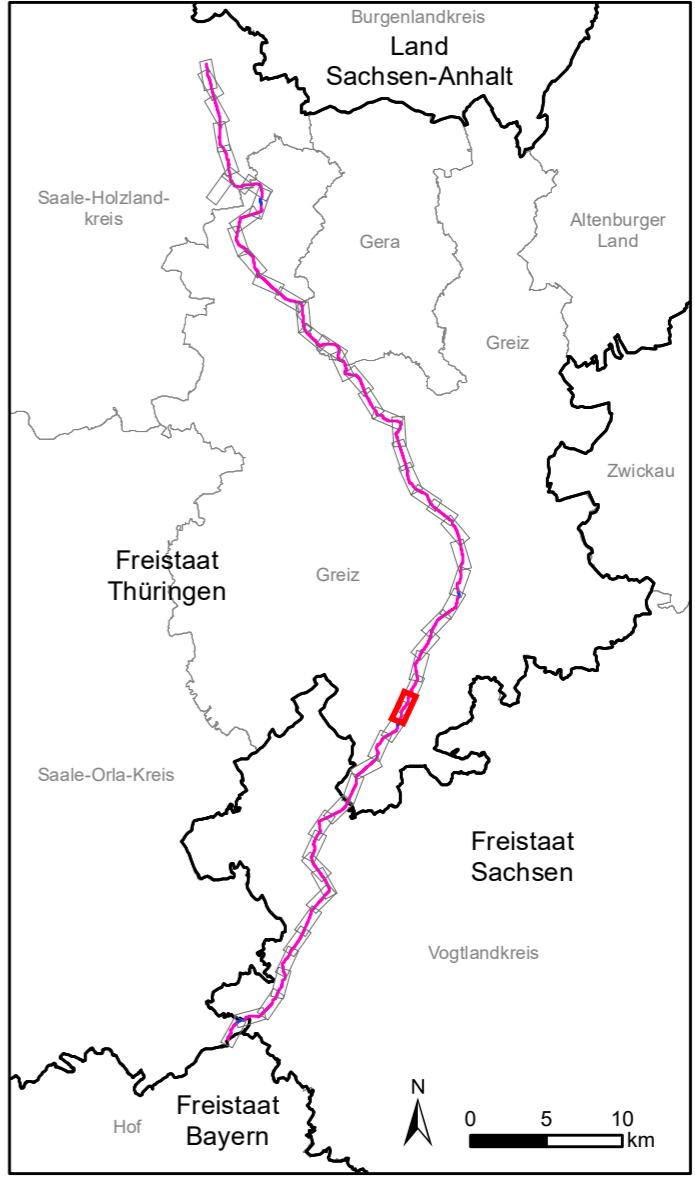 Burgenlandkreis
Land
Sachsen-Anhalt
Saale-Holzland-
kreis
Altenburger
Land
Gera
Greiz
Zwickau
Freistaat
Thüringen
Greiz
Saale-Orla-Kreis
Freistaat
Sachsen
Vogtlandkreis
Freistaat
Bayern
Hof
N
0 5 10
km